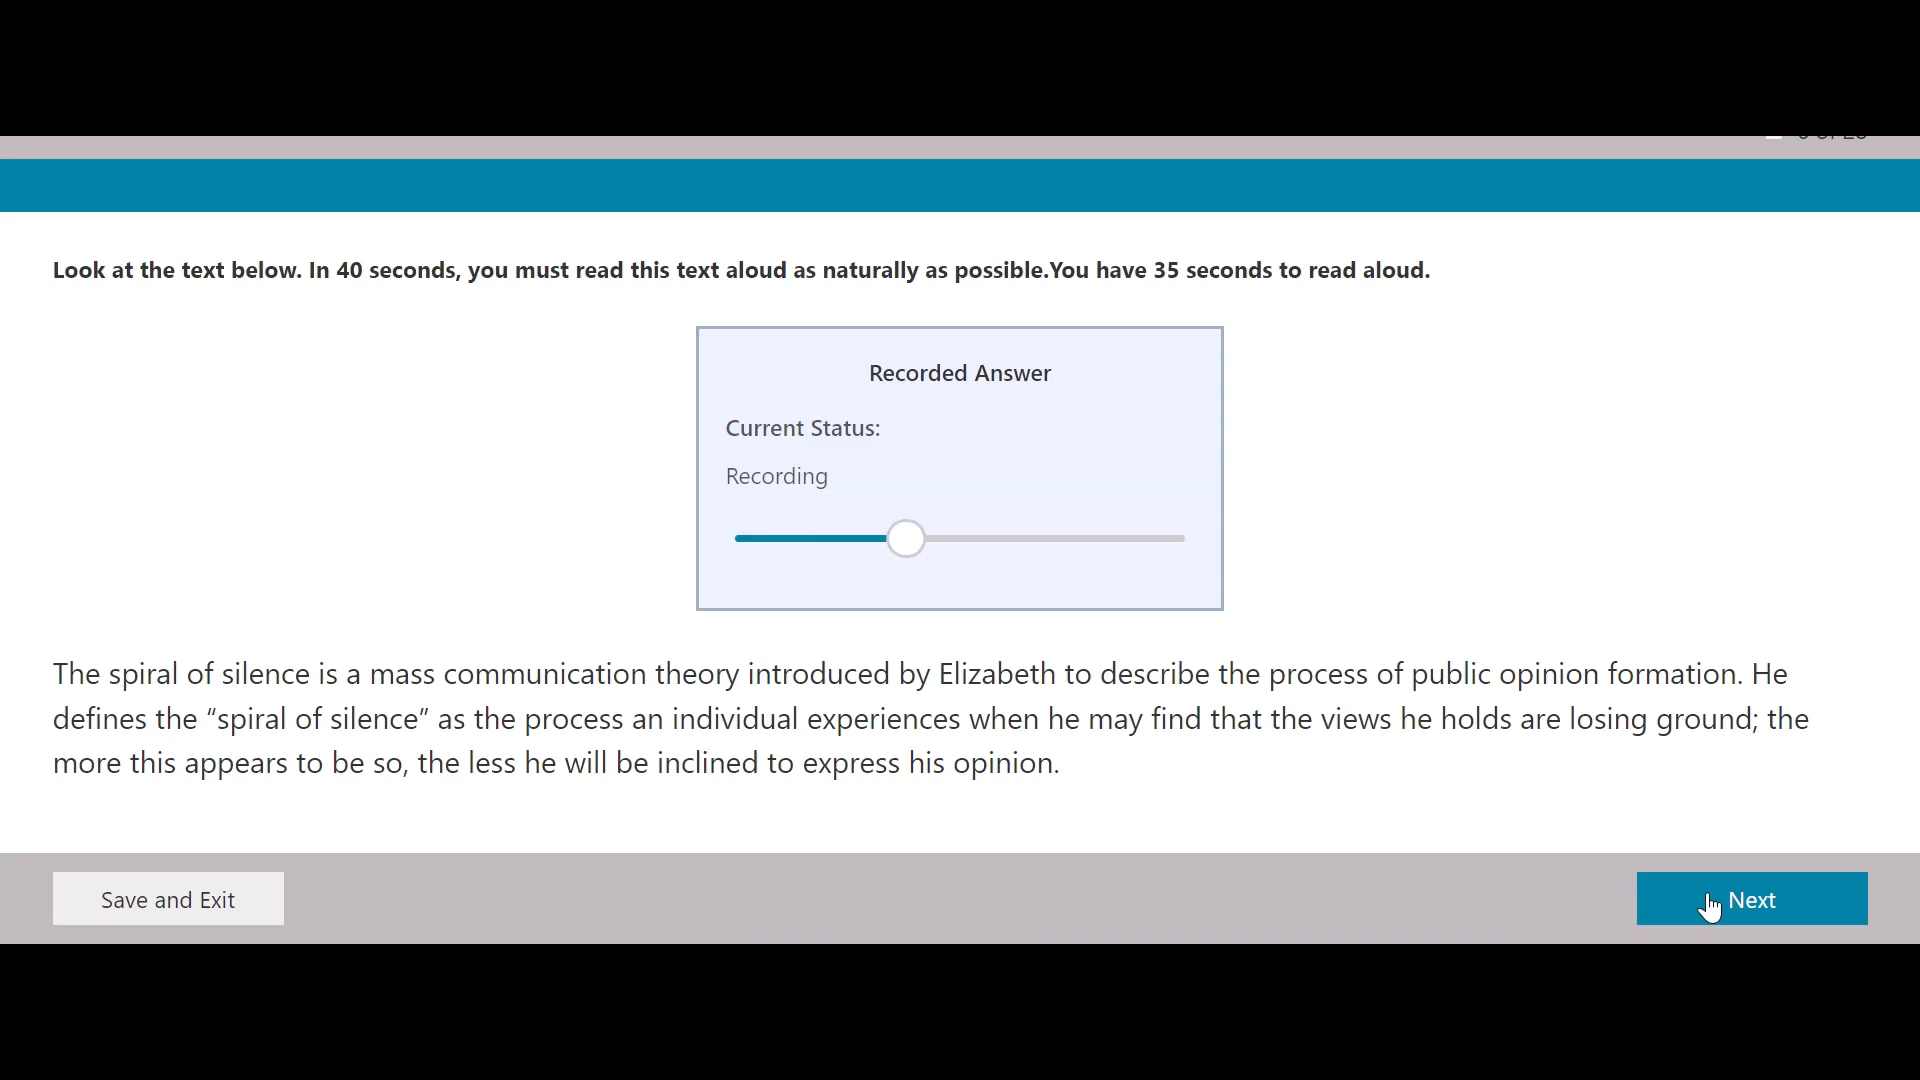 Look at the text below. In 40 seconds, you must read this text aloud as naturally as possible.You have 35 seconds to read aloud.
Recorded Answer
Current Status:
Recording
The spiral of silence is a mass communication theory introduced by Elizabeth to describe the process of public opinion formation. He
defines the “spiral of silence” as the process an individual experiences when he may find that the views he holds are losing ground; the
more this appears to be so, the less he will be inclined to express his opinion.
Save and Exit
Next